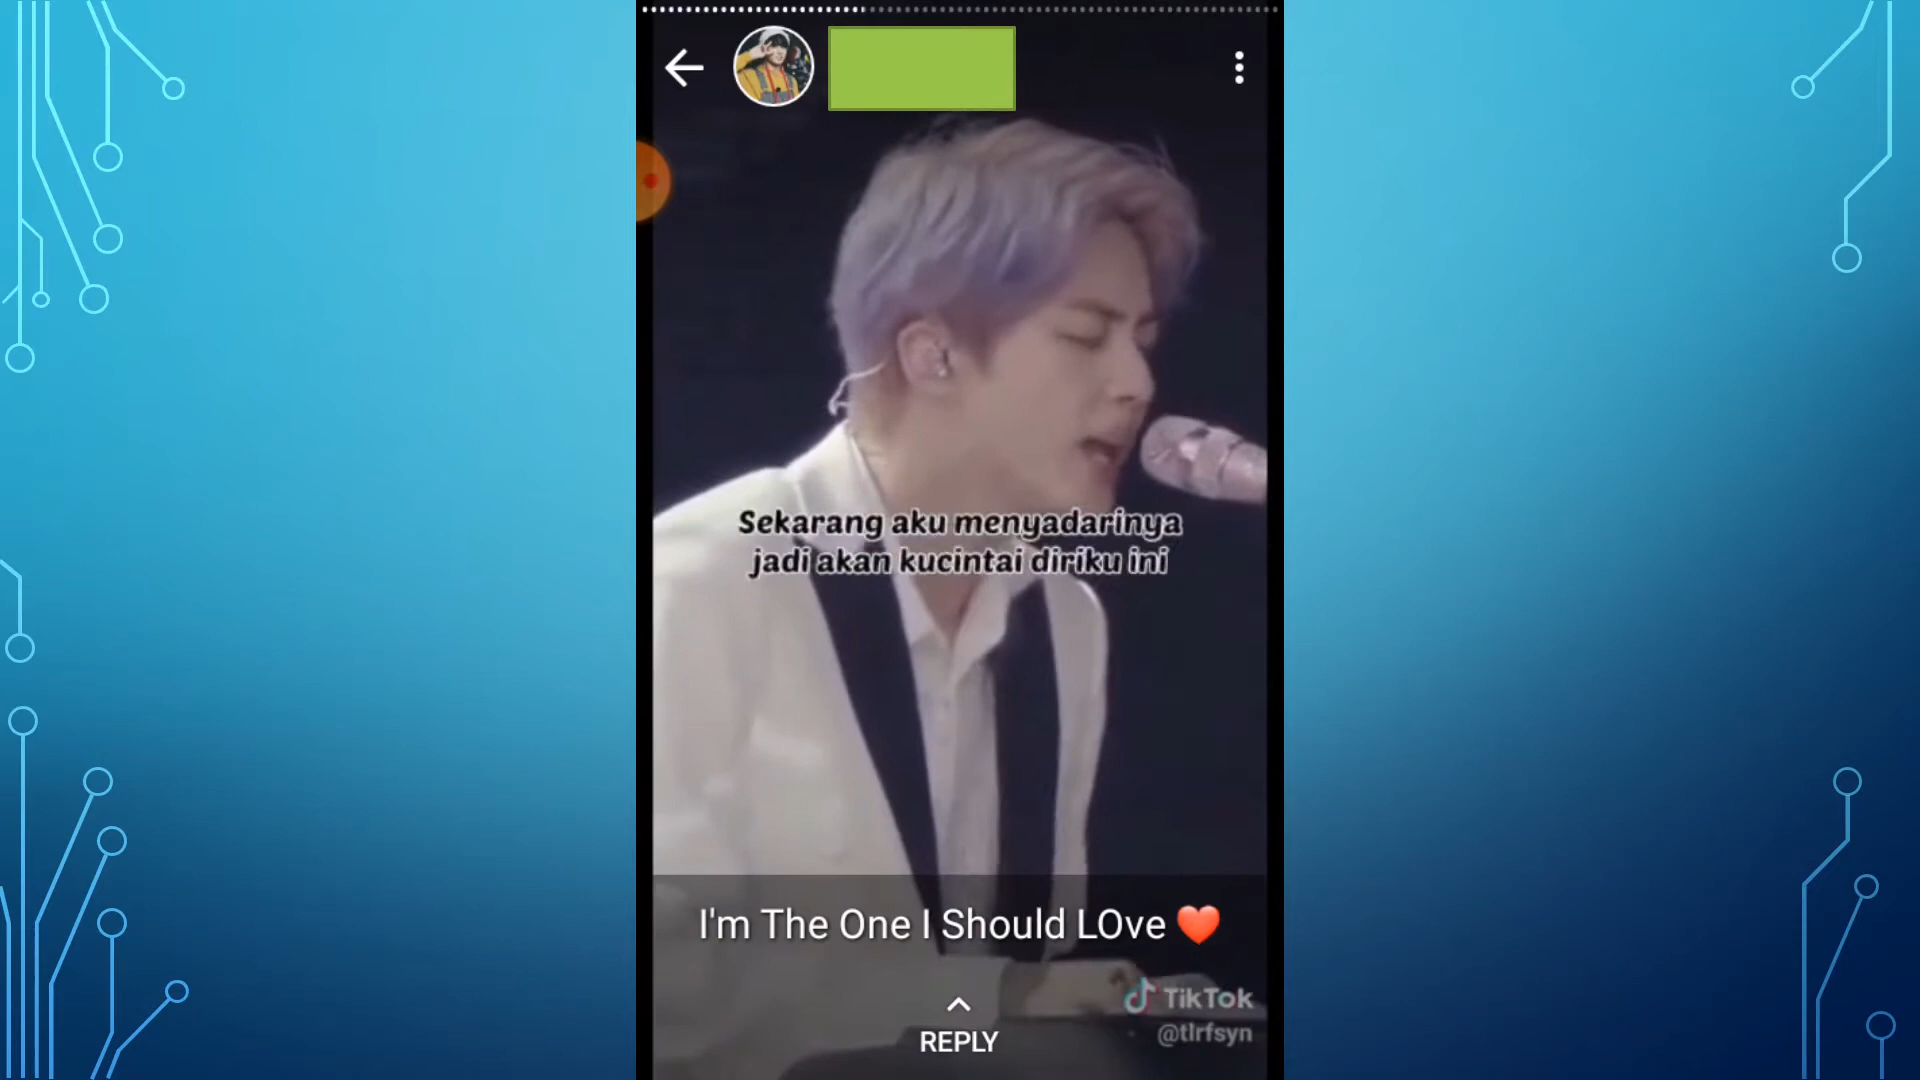 Sekarang aku menyadarinya
jadi akan kucintai diriku ini
I'm The One I Should LOve ❤️
TikTok
@tlrfsyn
REPLY